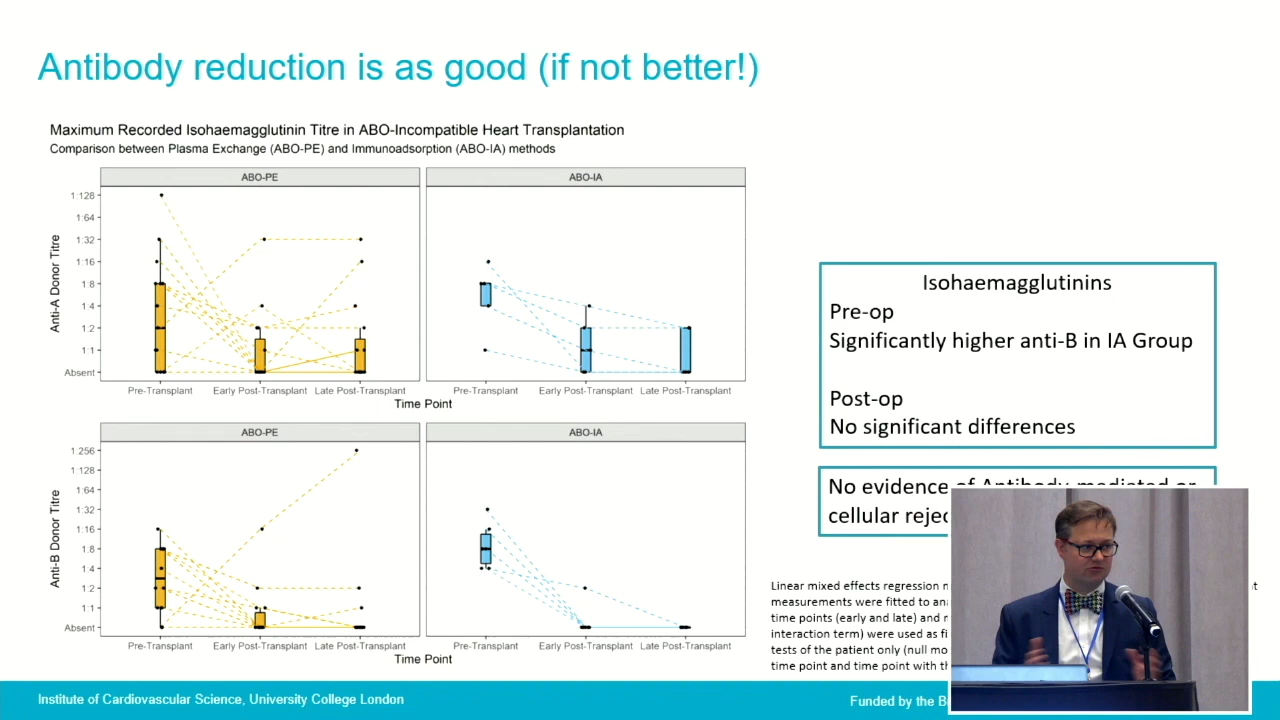 Antibody reduction is as good (if not better!)
Maximum Recorded Isohaemagglutinin Titre in ABO-Incompatible Heart Transplantation
Comparison between Plasma Exchange (ABO-PE) and Immunoadsorption (ABO-IA) methods
ABO-PE
ABO-IA
Anti-A Donor Titre
1:128
1:64
1:32
1:16
1:8
1:4
1:2
1:1
Absent
Pre-Transplant Early Post-Transplant Late Post-Transplant
Pre-Transplant Early Post-Transplant Late Post-Transplant
Time Point
ABO-PE
ABO-IA
Anti-B Donor Titre
1:256
1:128
1:64
1:32
1:16
1:8
1:4
1:2
1:1
Absent
Pre-Transplant Early Post-Transplant Late Post-Transplant
Pre-Transplant Early Post-Transplant Late Post-Transplant
Time Point
Isohaemagglutinins
Pre-op
Significantly higher anti-B in IA Group
Post-op
No significant differences
No evidence of Antibody-mediated or
cellular
Linear mixed effects regression
measurements were fitted to
time points (early and late) and
interaction term) were used as
tests of the patient only (null
time point and time point with
Institute of Cardiovascular Science, University College London
Funded by the